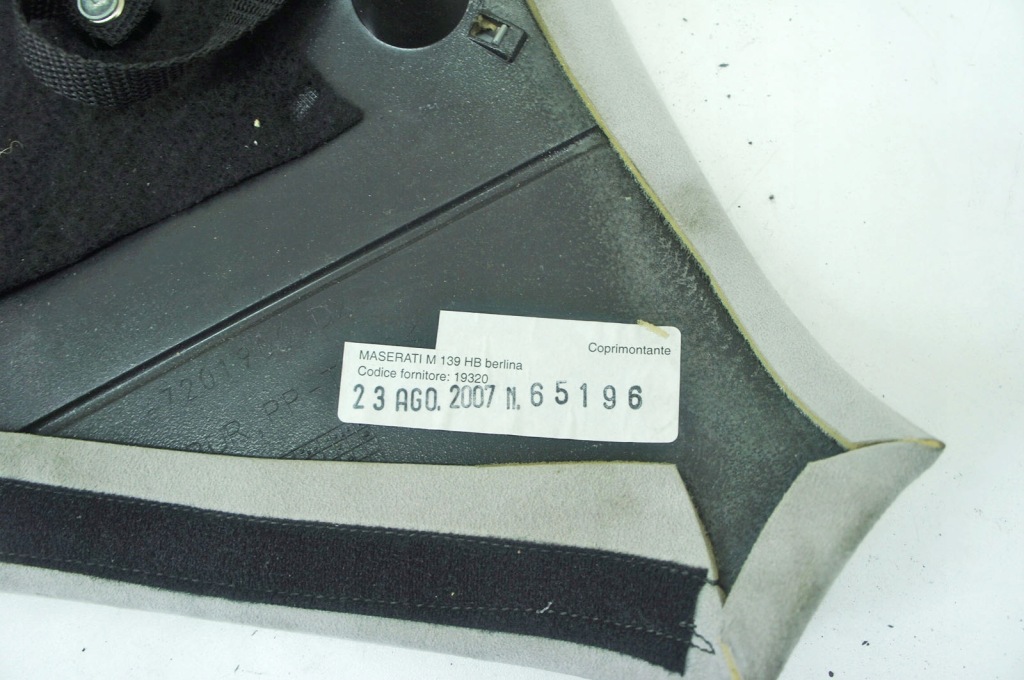 Coprimontante
MASERATI M 139 HB berlina
Codice fornitore: 19320
23 AGO. 2007 N. 65196